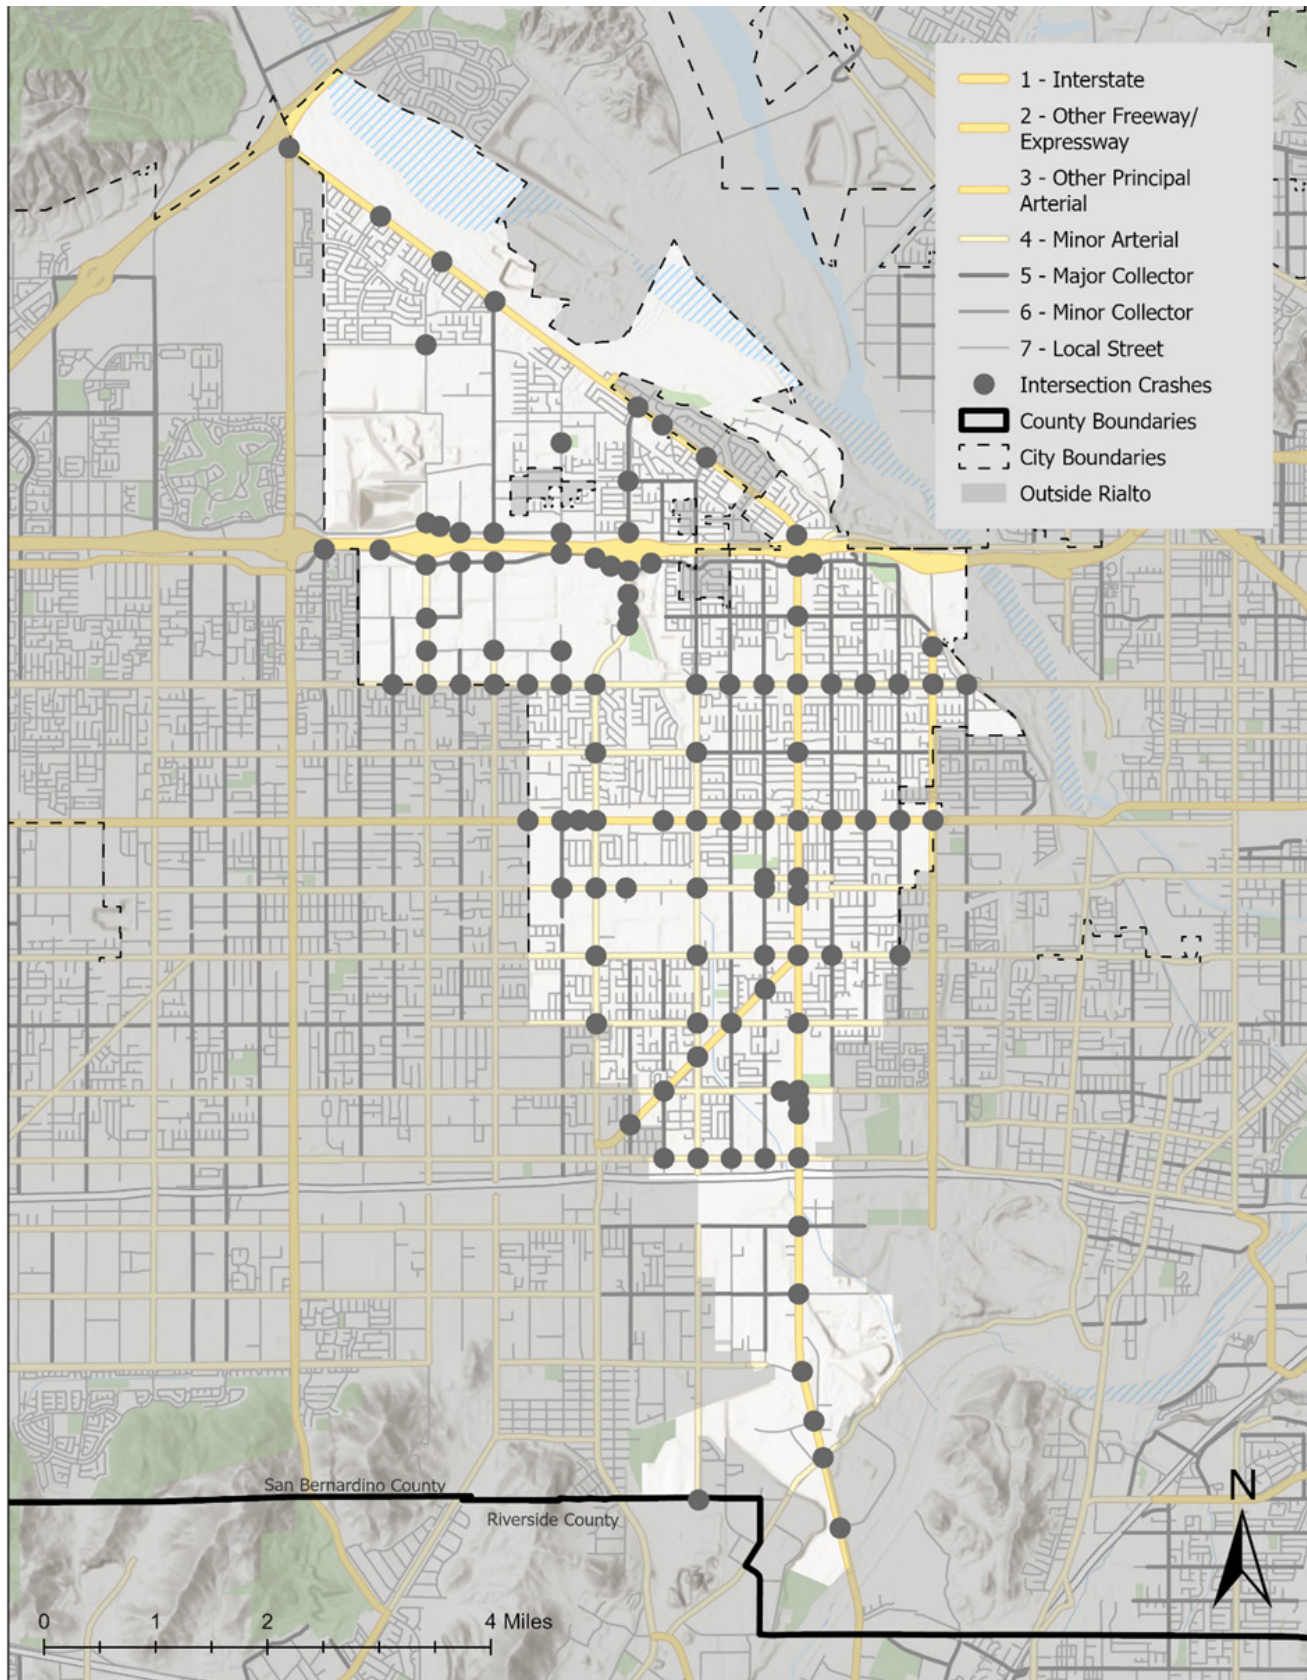 1 - Interstate
2 - Other Freeway/
Expressway
3 - Other Principal
Arterial
4 - Minor Arterial
5 - Major Collector
6 - Minor Collector
7 - Local Street
Intersection Crashes
County Boundaries
City Boundaries
Outside Rialto
San Bernardino County
Riverside County
N
0 1 2 4 Miles